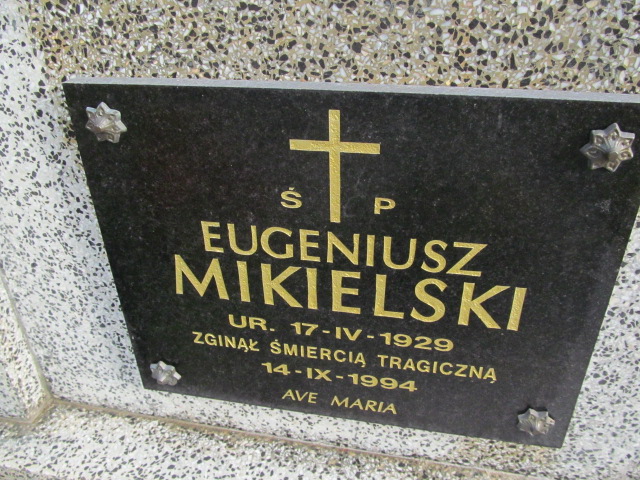 Ś P
EUGENIUSZ
MIKIELSKI
UR. 17-IV-1929
ZGINĄŁ ŚMIERCIĄ TRAGICZNĄ
14-IX-1994
AVE MARIA